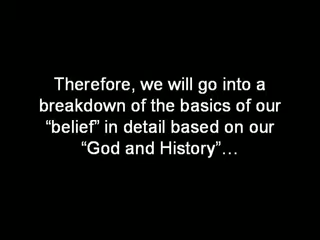 Therefore, we will go into a
breakdown of the basics of our
“belief” in detail based on our
“God and History”…